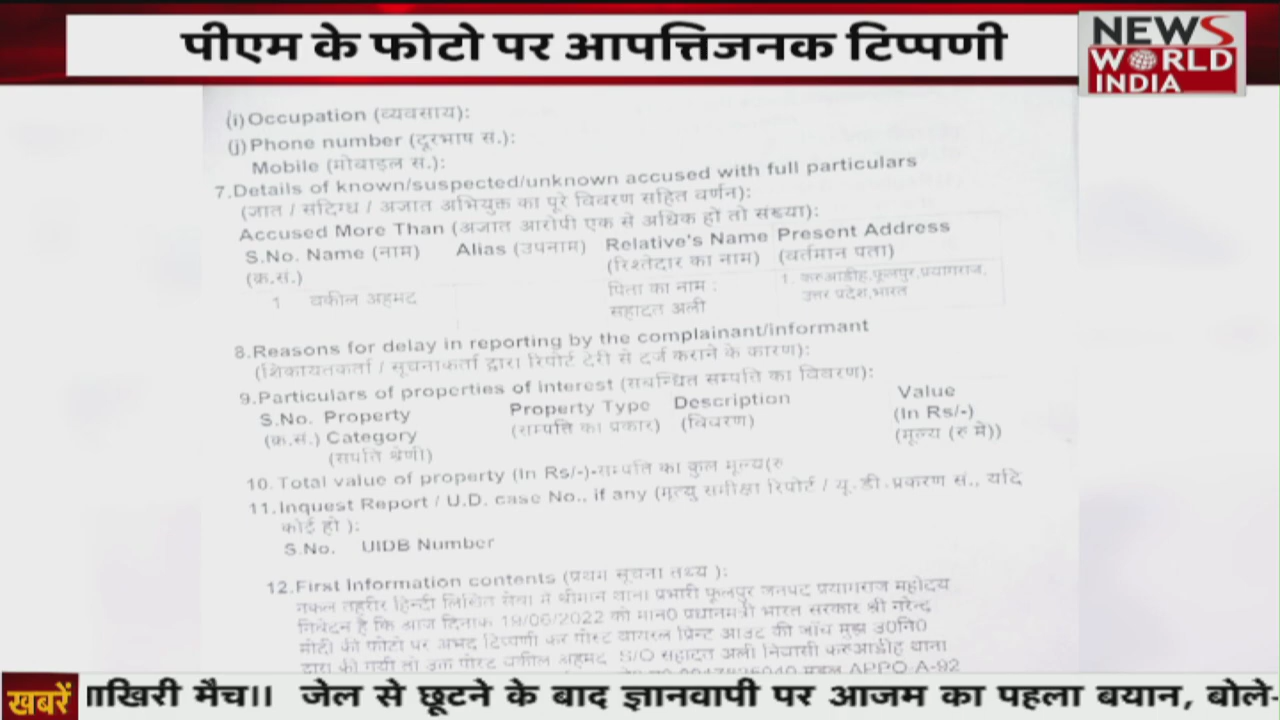 पीएम के फोटो पर आपत्तिजनक टिप्पणी
NEWS
WORLD
INDIA
(i) Occupation (व्यवसाय):
(j) Phone number (दूरभाष सं.):
Mobile (मोबाइल सं.):
7. Details of known/suspected/unknown accused with full particulars
(ज्ञात / संदिग्ध / अज्ञात अभियुक्त का पूरे विवरण सहित वर्णन):
Accused More Than (अज्ञात आरोपी एक से अधिक हो तो संख्या):
S.No. Name (नाम) Alias (उपनाम) Relative's Name Present Address
(क्र.सं.) (रिश्तेदार का नाम) (वर्तमान पता)
1 वकील अहमद पिता का नाम : 1. करुआडीह,फूलपुर,प्रयागराज,
सहादत अली उत्तर प्रदेश,भारत
8. Reasons for delay in reporting by the complainant/informant
(शिकायतकर्ता / सूचनाकर्ता द्वारा रिपोर्ट देरी से दर्ज कराने के कारण):
9. Particulars of properties of interest (सम्बन्धित सम्पत्ति का विवरण):
S.No. Property Property Type Description Value
(क्र.सं.) Category (सम्पत्ति का प्रकार) (विवरण) (In Rs/-)
(संपत्ति श्रेणी) (मूल्य (रु में))
10. Total value of property (In Rs/-)-सम्पत्ति का कुल मूल्य(रु
11. Inquest Report / U.D. case No., if any (मृत्यु समीक्षा रिपोर्ट / यू.डी.प्रकरण सं., यदि
कोई हो ):
S.No. UIDB Number
12. First Information contents (प्रथम सूचना तथ्य ):
नकल तहरीर हिन्दी लिखित सेवा में श्रीमान थाना प्रभारी फूलपुर जनपद प्रयागराज महोदय
निवेदन है कि आज दिनांक 19/06/2022 को मान0 प्रधानमंत्री भारत सरकार श्री नरेन्द्र
मोदी की फोटो पर अभद्र टिप्पणी कर पोस्ट वायरल प्रिन्ट आउट की जाँच मुझ उ0नि0
द्वारा की गयी तो उक्त पोस्ट वकील अहमद S/O सहादत अली निवासी करुआडीह थाना
खबरें
ाखिरी मैच।। जेल से छूटने के बाद ज्ञानवापी पर आजम का पहला बयान, बोले-